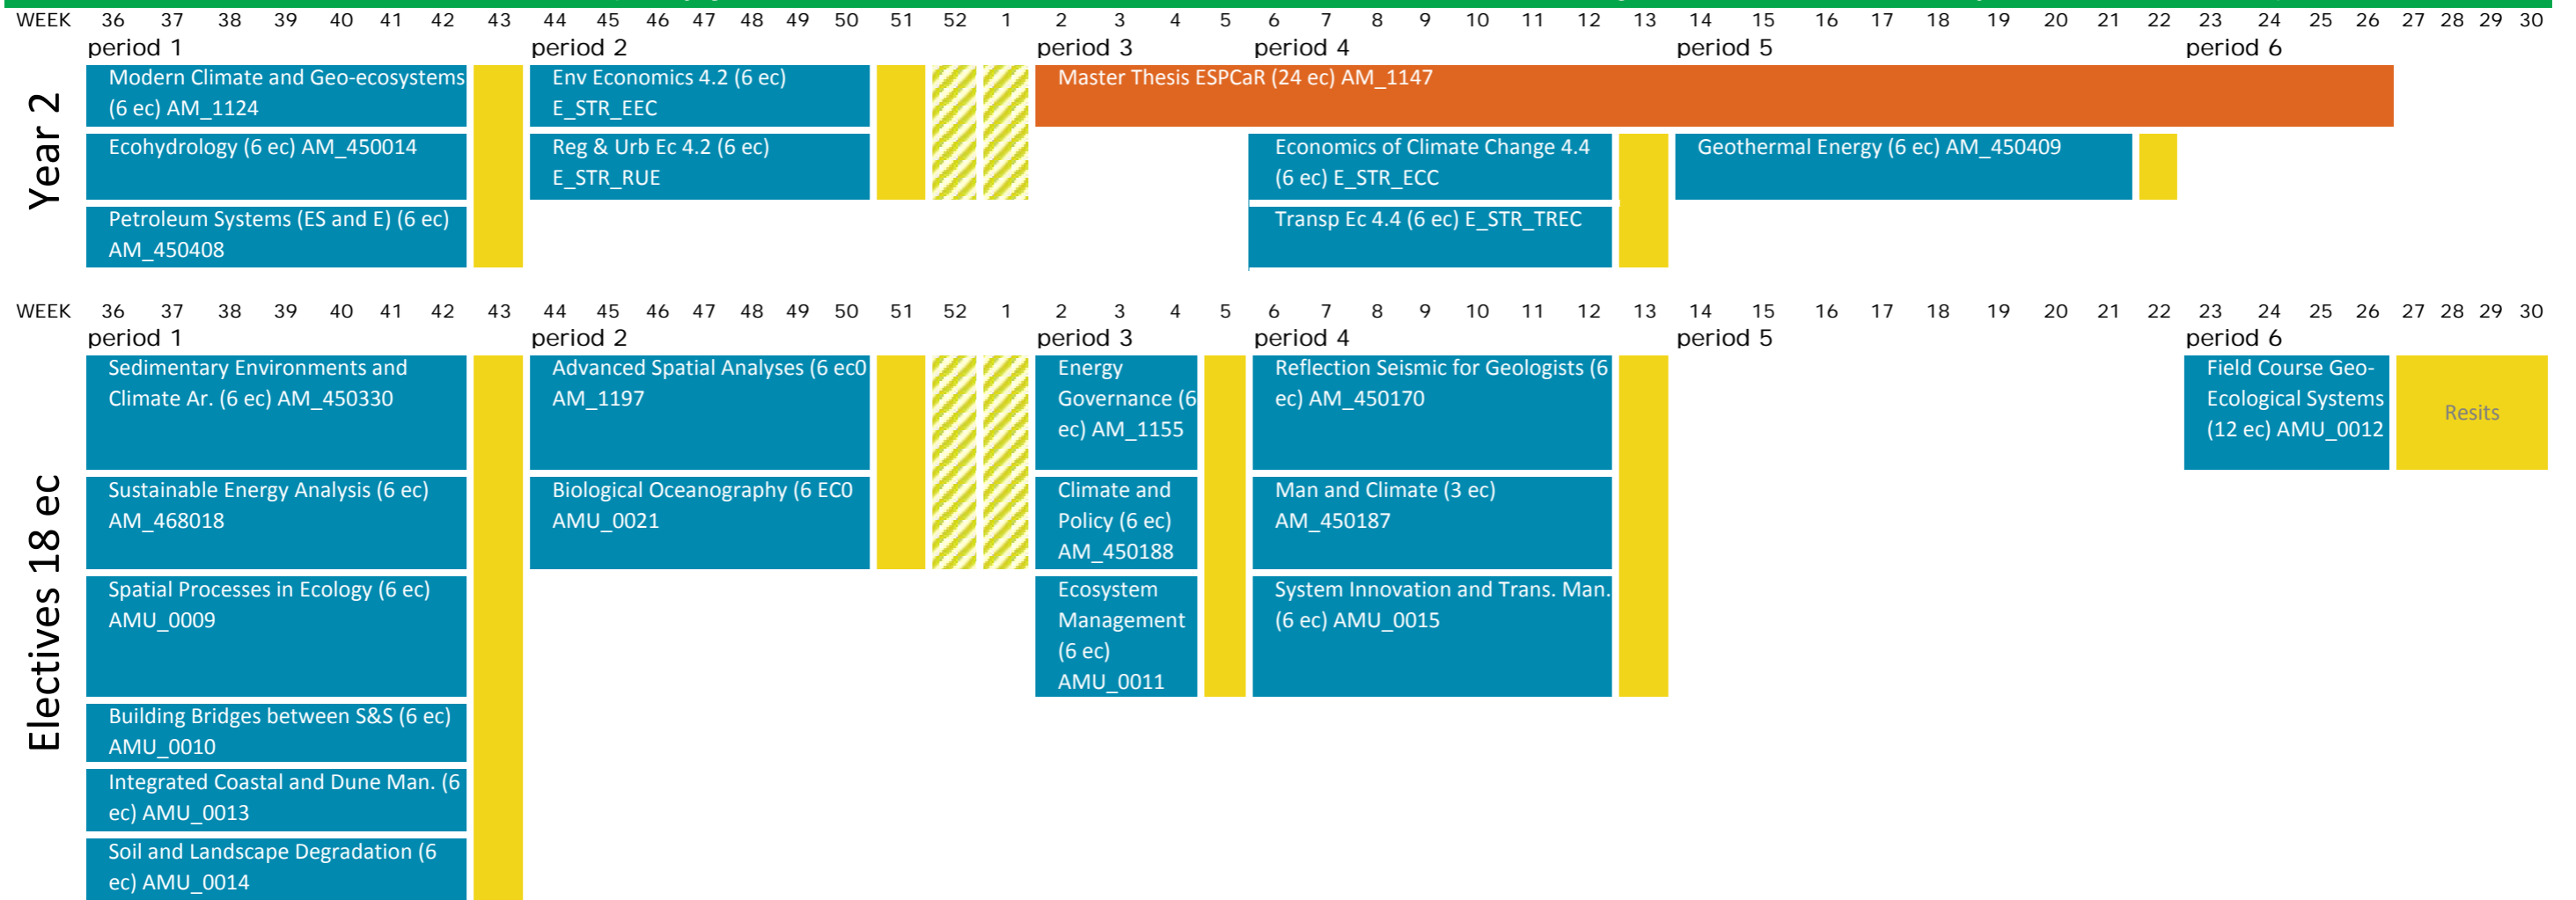 WEEK 36 37 38 39 40 41 42 43 44 45 46 47 48 49 50 51 52 1 2 3 4 5 6 7 8 9 10 11 12 13 14 15 16 17 18 19 20 21 22 23 24 25 26 27 28 29 30
period 1 period 2 period 3 period 4 period 5 period 6
Year 2
Modern Climate and Geo-ecosystems
(6 ec) AM_1124
Env Economics 4.2 (6 ec)
E_STR_EEC
Master Thesis ESPCaR (24 ec) AM_1147
Ecohydrology (6 ec) AM_450014
Reg & Urb Ec 4.2 (6 ec)
E_STR_RUE
Economics of Climate Change 4.4
(6 ec) E_STR_ECC
Geothermal Energy (6 ec) AM_450409
Petroleum Systems (ES and E) (6 ec)
AM_450408
Transp Ec 4.4 (6 ec) E_STR_TREC
WEEK 36 37 38 39 40 41 42 43 44 45 46 47 48 49 50 51 52 1 2 3 4 5 6 7 8 9 10 11 12 13 14 15 16 17 18 19 20 21 22 23 24 25 26 27 28 29 30
period 1 period 2 period 3 period 4 period 5 period 6
Electives 18 ec
Sedimentary Environments and
Climate Ar. (6 ec) AM_450330
Advanced Spatial Analyses (6 ec0
AM_1197
Energy
Governance (6
ec) AM_1155
Reflection Seismic for Geologists (6
ec) AM_450170
Field Course Geo-
Ecological Systems
(12 ec) AMU_0012
Resits
Sustainable Energy Analysis (6 ec)
AM_468018
Biological Oceanography (6 EC0
AMU_0021
Climate and
Policy (6 ec)
AM_450188
Man and Climate (3 ec)
AM_450187
Spatial Processes in Ecology (6 ec)
AMU_0009
Ecosystem
Management
(6 ec)
AMU_0011
System Innovation and Trans. Man.
(6 ec) AMU_0015
Building Bridges between S&S (6 ec)
AMU_0010
Integrated Coastal and Dune Man. (6
ec) AMU_0013
Soil and Landscape Degradation (6
ec) AMU_0014